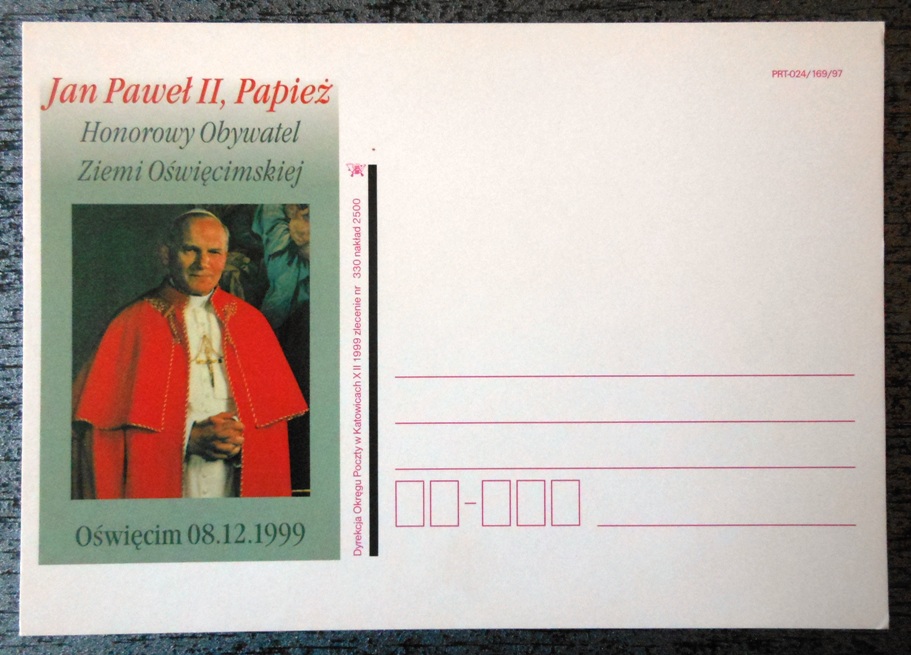 Jan Paweł II, Papież
Honorowy Obywatel
Ziemi Oświęcimskiej
Oświęcim 08.12.1999
Dyrekcja Okręgu Poczty w Katowicach XII 1999 zlecenie nr 330 nakład 2500
PRT-024/169/97